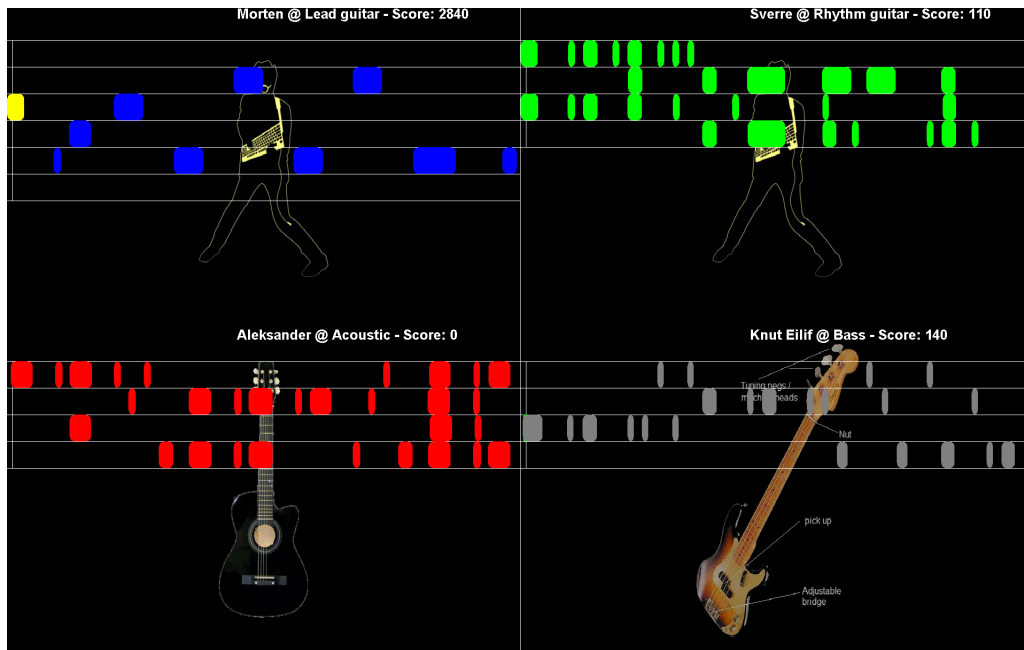 Morten @ Lead guitar - Score: 2840
Sverre @ Rhythm guitar - Score: 110
Aleksander @ Acoustic - Score: 0
Knut Eilif @ Bass - Score: 140
Tuning pegs /
heads
Nut
pick up
Adjustable
bridge